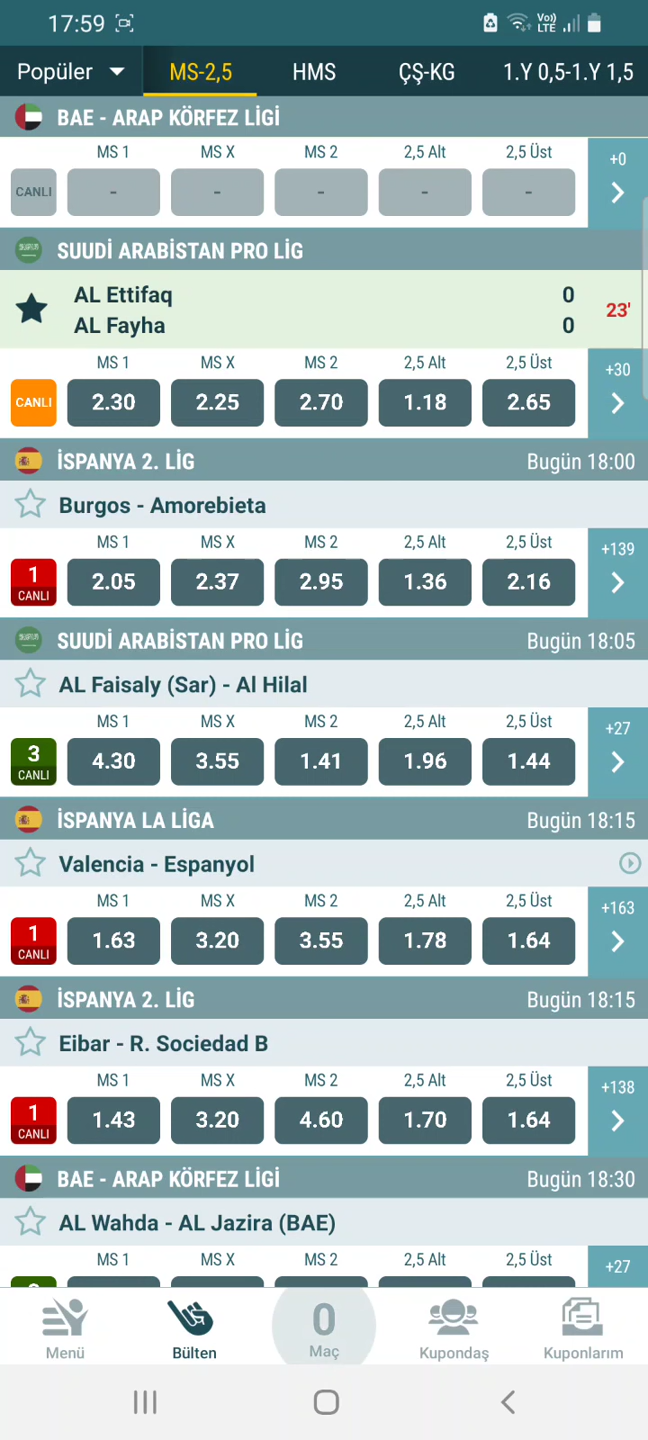 17:59
Vo))
LTE
Popüler MS-2,5 HMS ÇŞ-KG 1.Y 0,5-1.Y 1,5
BAE - ARAP KÖRFEZ LİGİ
MS 1 MS X MS 2 2,5 Alt 2,5 Üst +0
CANLI - - - - -
SUUDİ ARABİSTAN PRO LİG
AL Ettifaq 0
AL Fayha 0
23'
MS 1 MS X MS 2 2,5 Alt 2,5 Üst +30
CANLI 2.30 2.25 2.70 1.18 2.65
İSPANYA 2. LİG Bugün 18:00
Burgos - Amorebieta
MS 1 MS X MS 2 2,5 Alt 2,5 Üst +139
1 CANLI 2.05 2.37 2.95 1.36 2.16
SUUDİ ARABİSTAN PRO LİG Bugün 18:05
AL Faisaly (Sar) - Al Hilal
MS 1 MS X MS 2 2,5 Alt 2,5 Üst +27
3 CANLI 4.30 3.55 1.41 1.96 1.44
İSPANYA LA LİGA Bugün 18:15
Valencia - Espanyol
MS 1 MS X MS 2 2,5 Alt 2,5 Üst +163
1 CANLI 1.63 3.20 3.55 1.78 1.64
İSPANYA 2. LİG Bugün 18:15
Eibar - R. Sociedad B
MS 1 MS X MS 2 2,5 Alt 2,5 Üst +138
1 CANLI 1.43 3.20 4.60 1.70 1.64
BAE - ARAP KÖRFEZ LİGİ Bugün 18:30
AL Wahda - AL Jazira (BAE)
MS 1 MS X MS 2 2,5 Alt 2,5 Üst +27
0
Menü Bülten Maç Kupondaş Kuponlarım